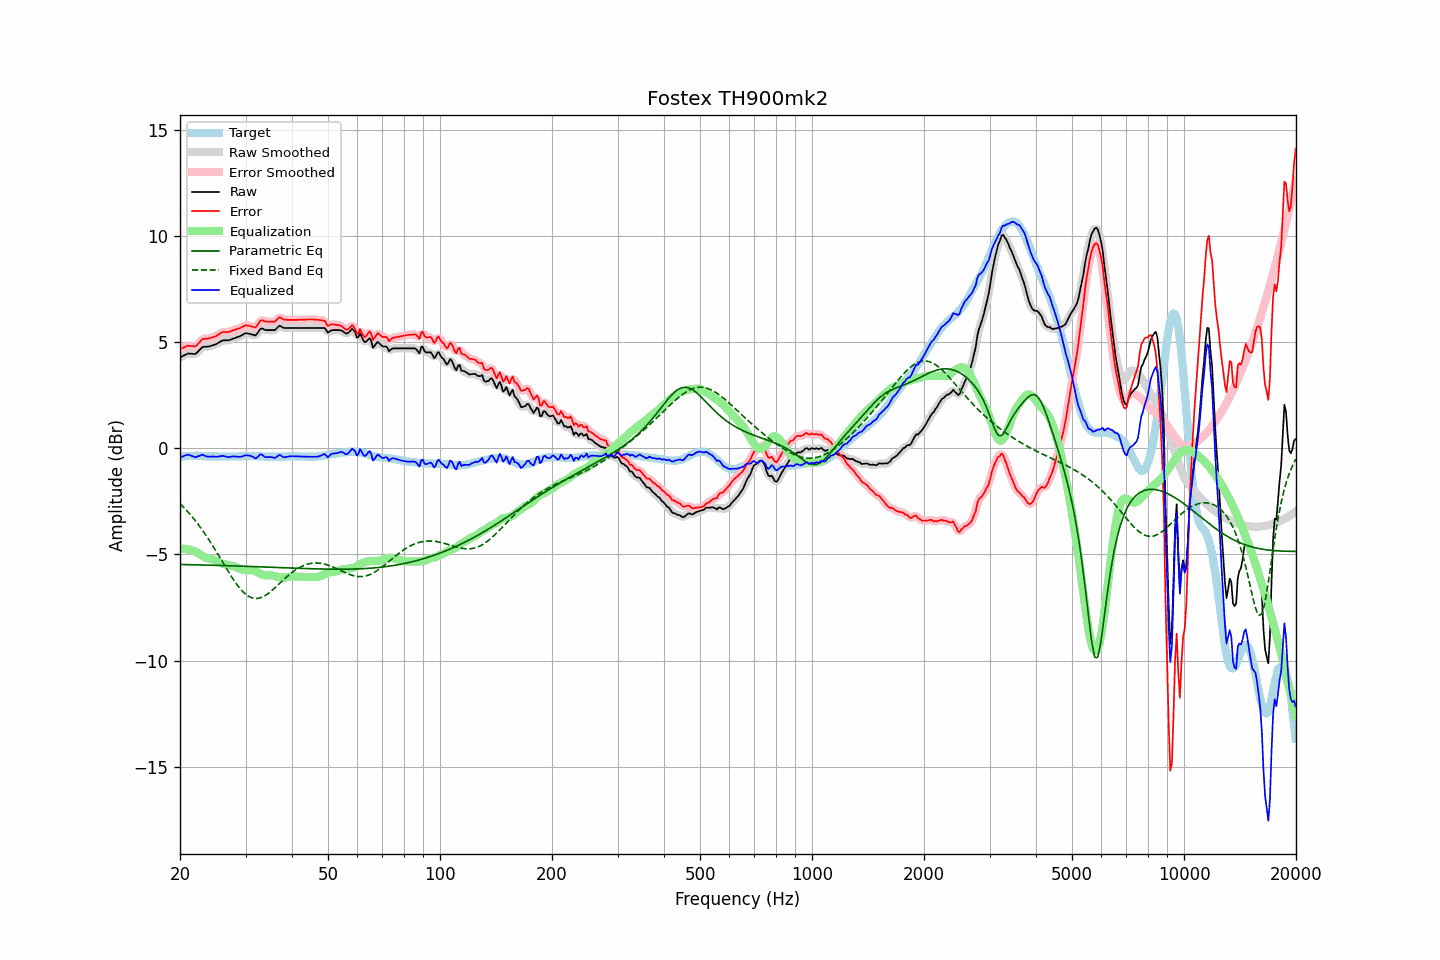 Fostex TH900mk2
Target
Raw Smoothed
Error Smoothed
Raw
Error
Equalization
Parametric Eq
Fixed Band Eq
Equalized
15
10
5
0
−5
−10
−15
Amplitude (dBr)
20
50
100
200
500
1000
2000
5000
10000
20000
Frequency (Hz)